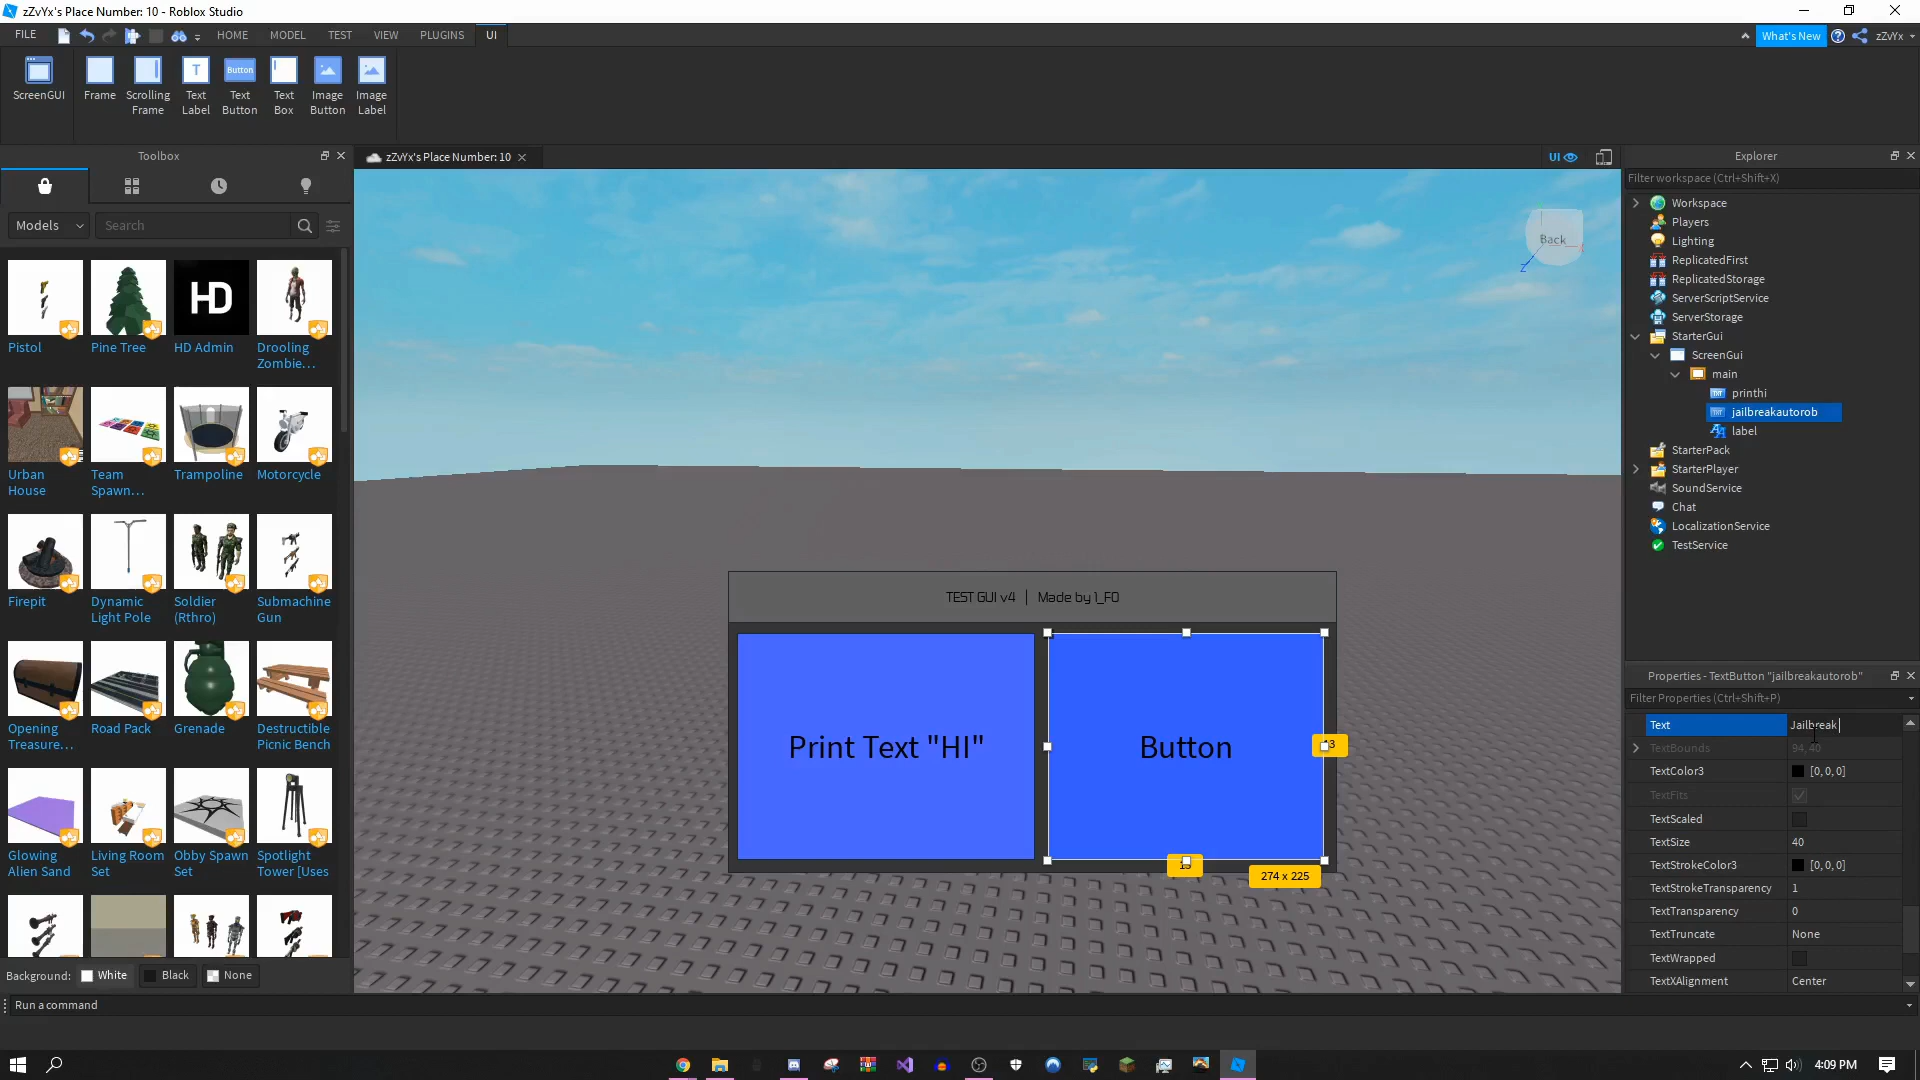 zZvYx's Place Number: 10 - Roblox Studio
FILE
HOME
MODEL
TEST
VIEW
PLUGINS
UI
What's New
zZvYx
ScreenGUI
Frame
Scrolling
Frame
Text
Label
Button
Text
Button
Text
Box
Image
Button
Image
Label
Toolbox
zZvYx's Place Number: 10
UI
Explorer
Models
Search
Pistol
Pine Tree
HD
HD Admin
Drooling
Zombie...
Urban
House
Team
Spawn...
Trampoline
Motorcycle
Firepit
Dynamic
Light Pole
Soldier
(Rthro)
Submachine
Gun
Opening
Treasure...
Road Pack
Grenade
Destructible
Picnic Bench
Glowing
Alien Sand
Living Room
Set
Obby Spawn
Set
Spotlight
Tower [Uses
Background:
White
Black
None
Run a command
Back
Z
TEST GUI v4 | Made by 1_F0
Print Text "HI"
Button
274 x 225
Filter workspace (Ctrl+Shift+X)
Workspace
Players
Lighting
ReplicatedFirst
ReplicatedStorage
ServerScriptService
ServerStorage
StarterGui
ScreenGui
main
printhi
jailbreakautorob
label
StarterPack
StarterPlayer
SoundService
Chat
LocalizationService
TestService
Properties - TextButton "jailbreakautorob"
Filter Properties (Ctrl+Shift+P)
Text Jailbreak
TextBounds 94, 40
TextColor3 [0, 0, 0]
TextFits
TextScaled
TextSize 40
TextStrokeColor3 [0, 0, 0]
TextStrokeTransparency 1
TextTransparency 0
TextTruncate None
TextWrapped
TextXAlignment Center
4:09 PM